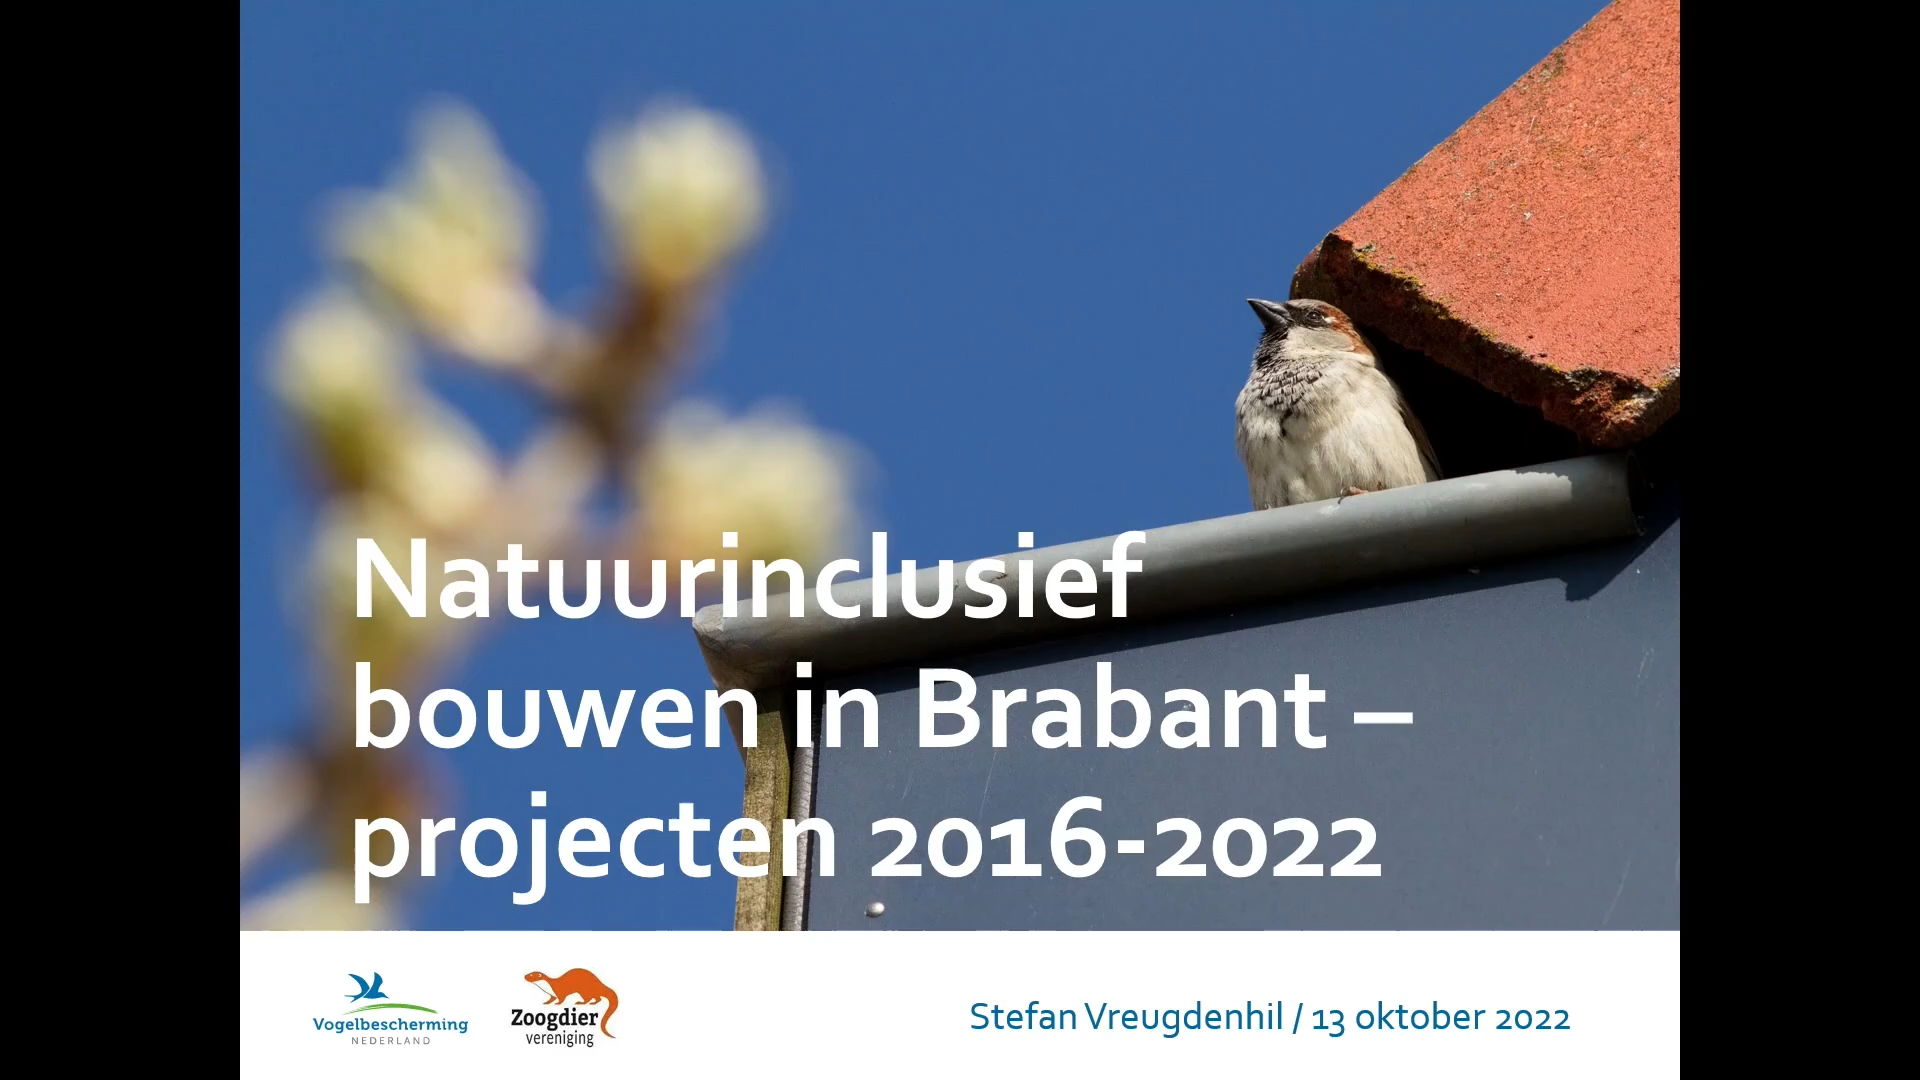 Natuurinclusief
bouwen in Brabant –
projecten 2016-2022
Vogelbescherming
NEDERLAND
Zoogdier
vereniging
Stefan Vreugdenhil / 13 oktober 2022